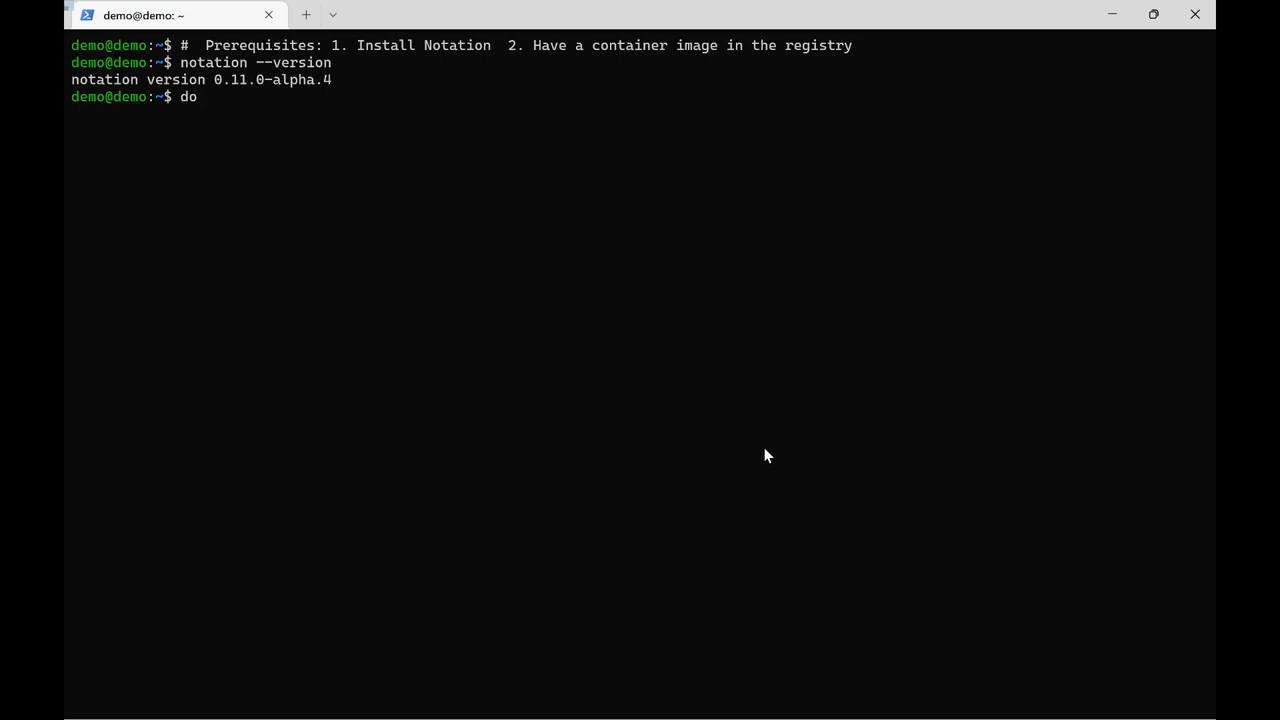 demo@demo: ~
demo@demo:~$ #  Prerequisites: 1. Install Notation  2. Have a container image in the registry
demo@demo:~$ notation --version
notation version 0.11.0-alpha.4
demo@demo:~$ do